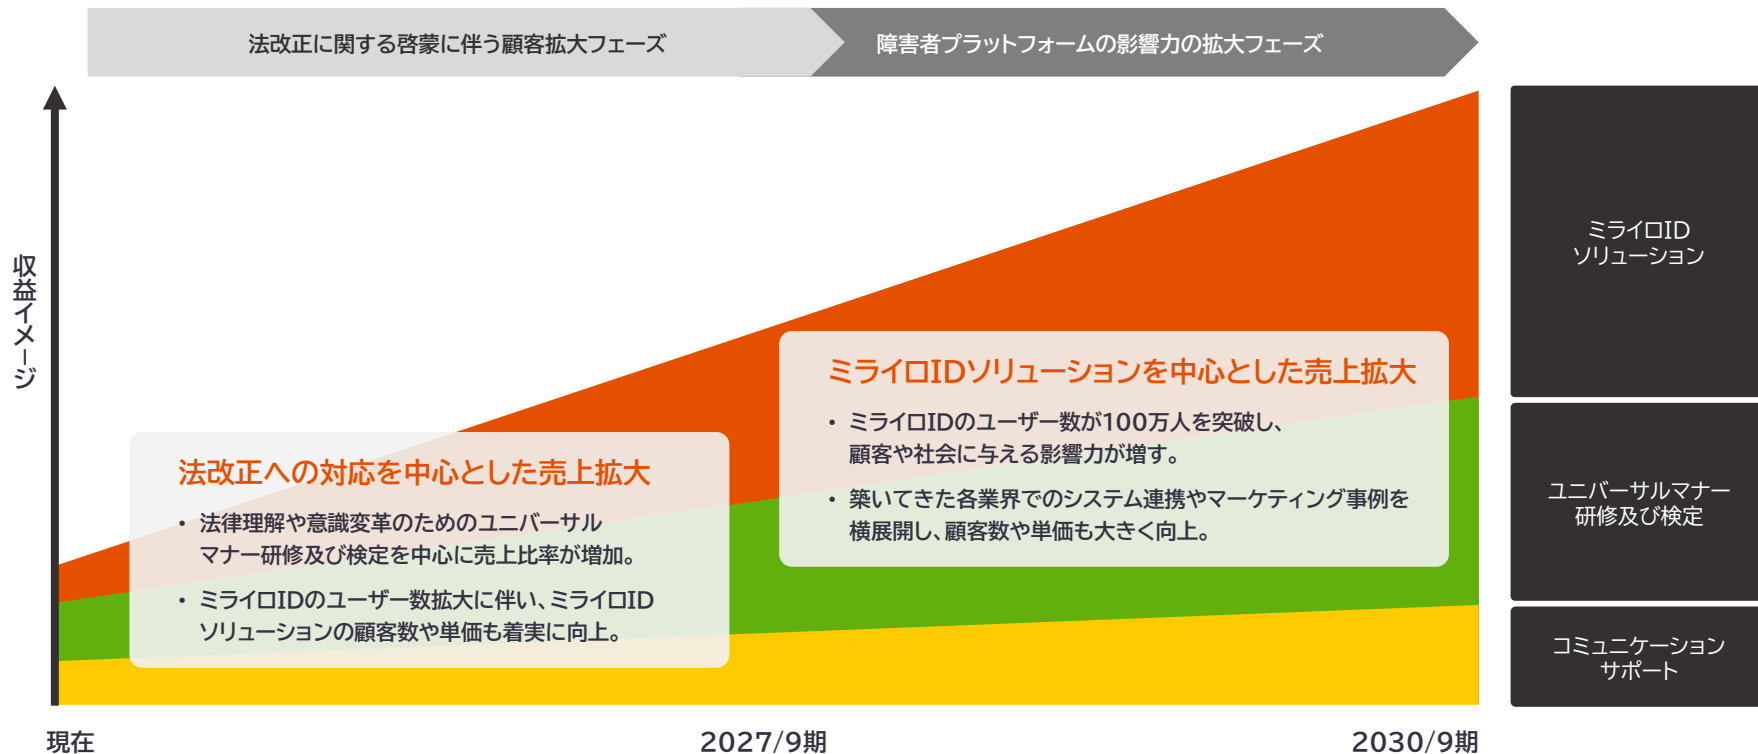 法改正に関する啓蒙に伴う顧客拡大フェーズ
障害者プラットフォームの影響力の拡大フェーズ
収益イメージ
ミライロIDソリューションを中心とした売上拡大
・ ミライロIDのユーザー数が100万人を突破し、
顧客や社会に与える影響力が増す。
・ 築いてきた各業界でのシステム連携やマーケティング事例を
横展開し、顧客数や単価も大きく向上。
法改正への対応を中心とした売上拡大
・ 法律理解や意識変革のためのユニバーサル
マナー研修及び検定を中心に売上比率が増加。
・ ミライロIDのユーザー数拡大に伴い、ミライロID
ソリューションの顧客数や単価も着実に向上。
ミライロID
ソリューション
ユニバーサルマナー
研修及び検定
コミュニケーション
サポート
現在
2027/9期
2030/9期